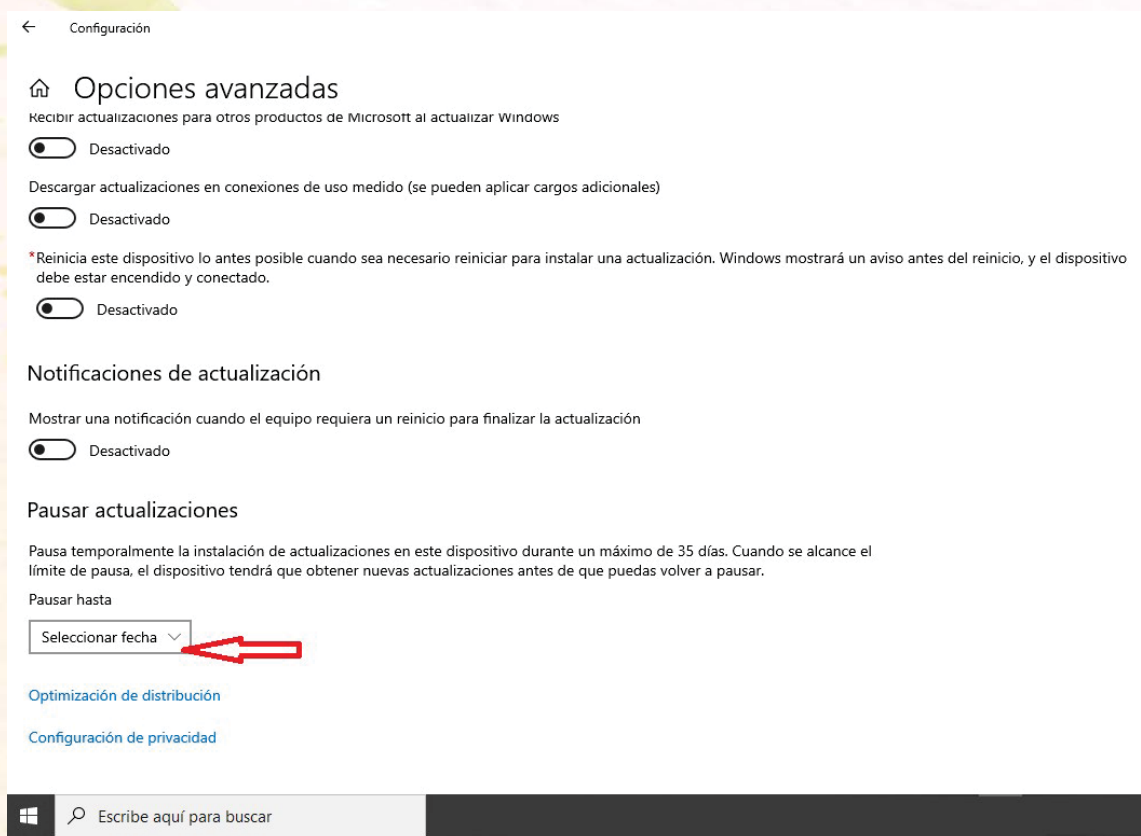 Configuración
Opciones avanzadas
Recibir actualizaciones para otros productos de Microsoft al actualizar Windows
Desactivado
Descargar actualizaciones en conexiones de uso medido (se pueden aplicar cargos adicionales)
Desactivado
*Reinicia este dispositivo lo antes posible cuando sea necesario reiniciar para instalar una actualización. Windows mostrará un aviso antes del reinicio, y el dispositivo
debe estar encendido y conectado.
Desactivado
Notificaciones de actualización
Mostrar una notificación cuando el equipo requiera un reinicio para finalizar la actualización
Desactivado
Pausar actualizaciones
Pausa temporalmente la instalación de actualizaciones en este dispositivo durante un máximo de 35 días. Cuando se alcance el
límite de pausa, el dispositivo tendrá que obtener nuevas actualizaciones antes de que puedas volver a pausar.
Pausar hasta
Seleccionar fecha
Optimización de distribución
Configuración de privacidad
Escribe aquí para buscar